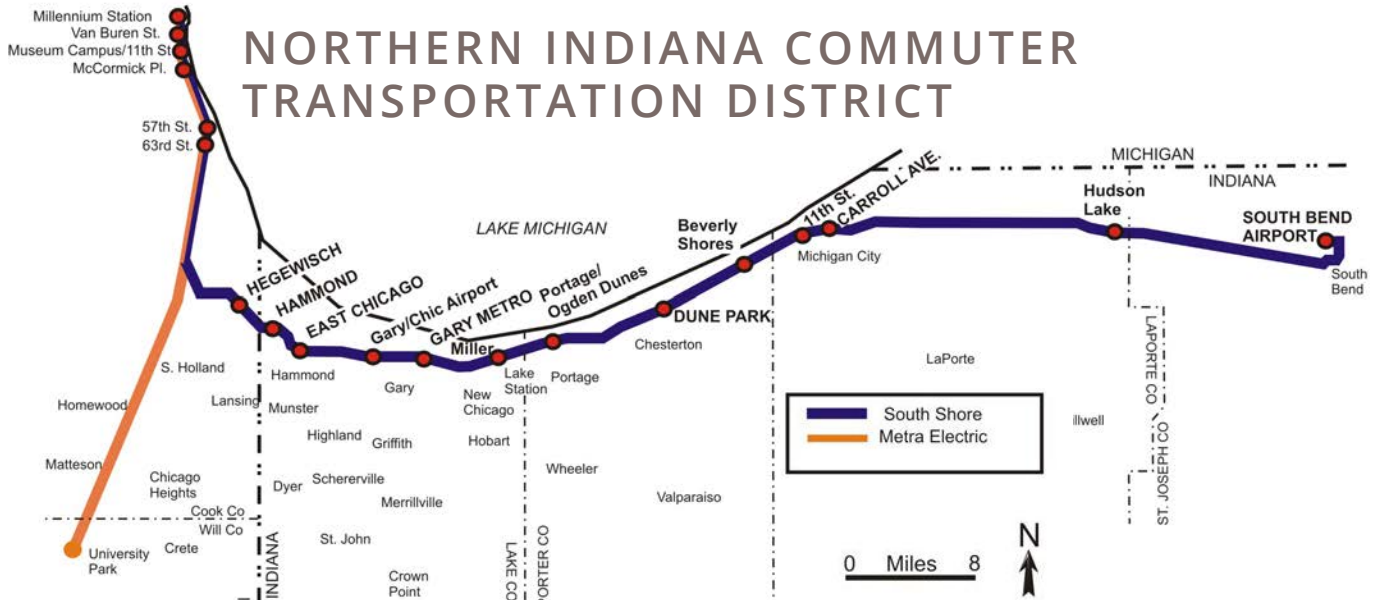 NORTHERN INDIANA COMMUTER
TRANSPORTATION DISTRICT
Millennium Station
Van Buren St.
Museum Campus/11th St
McCormick Pl.
57th St.
63rd St.
HEGEWISCH
HAMMOND
EAST CHICAGO
Gary/Chic Airport
GARY METRO
Miller
Portage/
Ogden Dunes
DUNE PARK
Beverly
Shores
11th St.
CARROLL AVE.
Hudson
Lake
SOUTH BEND
AIRPORT
LAKE MICHIGAN
MICHIGAN
INDIANA
Michigan City
South
Bend
Chesterton
LaPorte
S. Holland
Lansing
Hammond
Munster
Gary
Lake
Station
Portage
New
Chicago
Hobart
Homewood
Highland
Griffith
Matteson
Chicago
Heights
Dyer
Schererville
Merrillville
Wheeler
Valparaiso
Cook Co
Will Co
Crete
University
Park
St. John
Crown
Point
INDIANA
LAKE CO
PORTER CO
LAPORTE CO
ST. JOSEPH CO
illwell
South Shore
Metra Electric
0 Miles 8
N